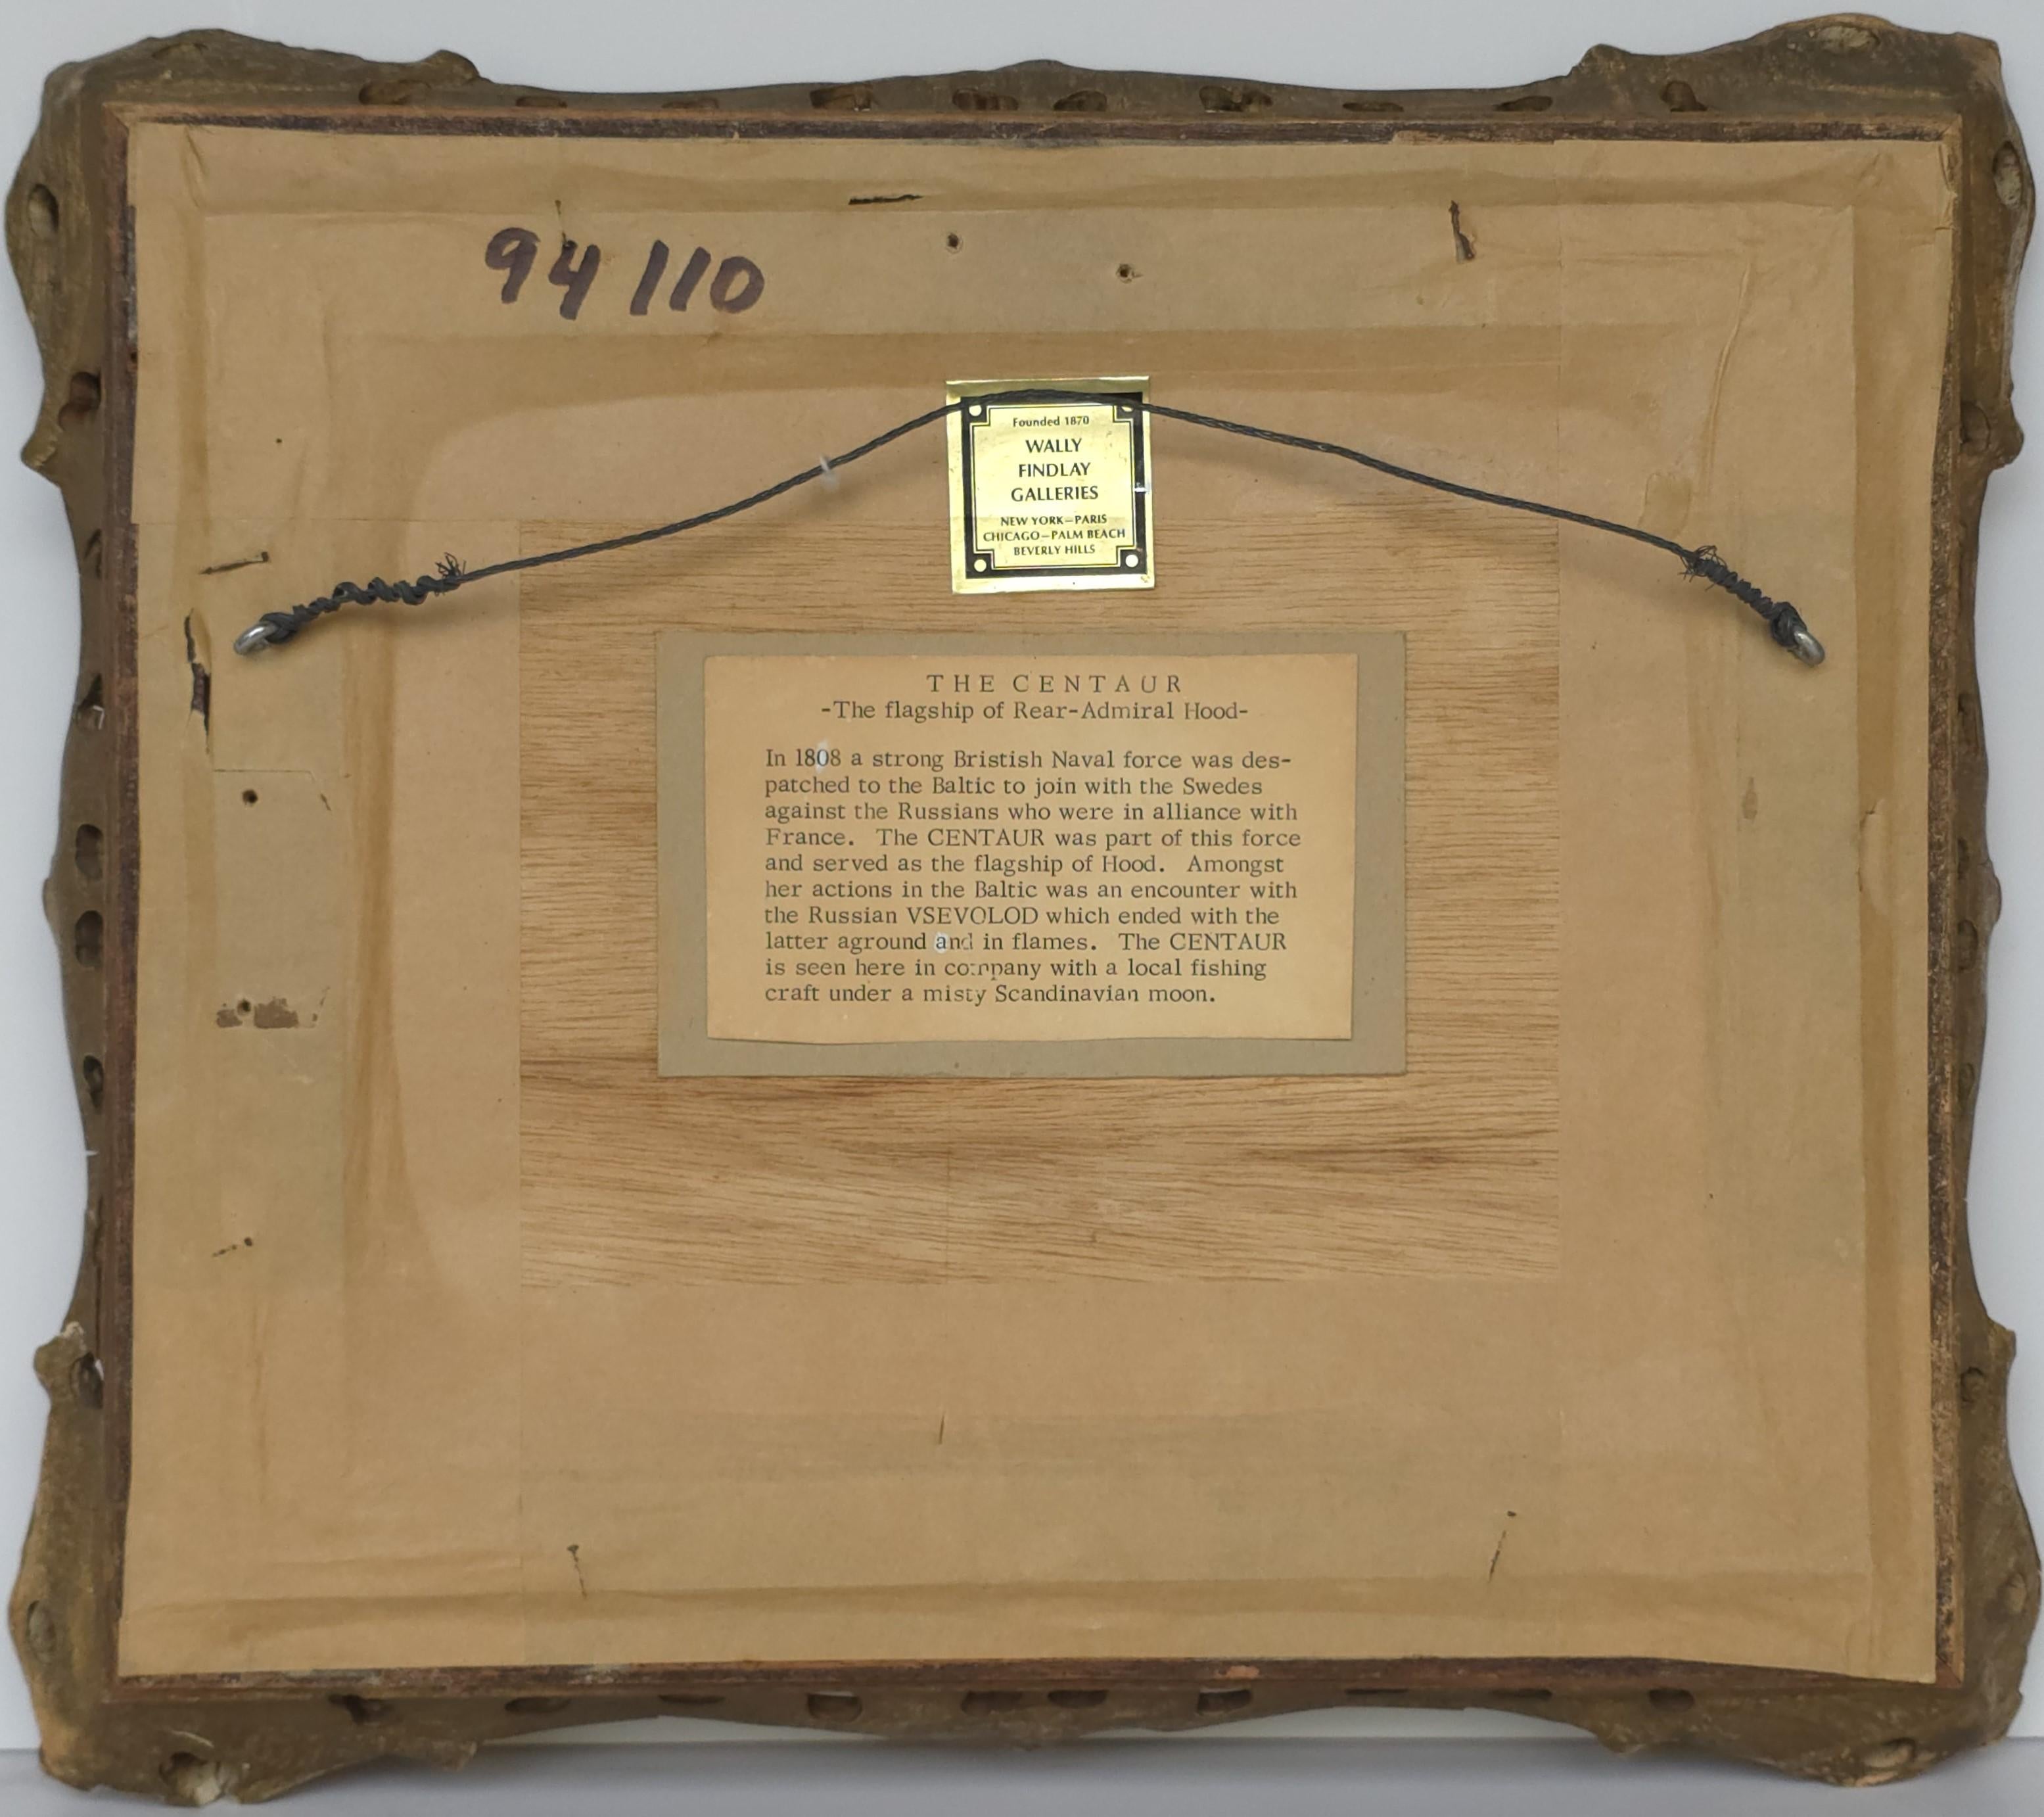 94110
Founded 1870
WALLY
FINDLAY
GALLERIES
NEW YORK—PARIS
CHICAGO—PALM BEACH
BEVERLY HILLS
THE CENTAUR
-The flagship of Rear-Admiral Hood-
In 1808 a strong Bristish Naval force was des-
patched to the Baltic to join with the Swedes
against the Russians who were in alliance with
France. The CENTAUR was part of this force
and served as the flagship of Hood. Amongst
her actions in the Baltic was an encounter with
the Russian VSEVOLOD which ended with the
latter aground and in flames. The CENTAUR
is seen here in company with a local fishing
craft under a misty Scandinavian moon.